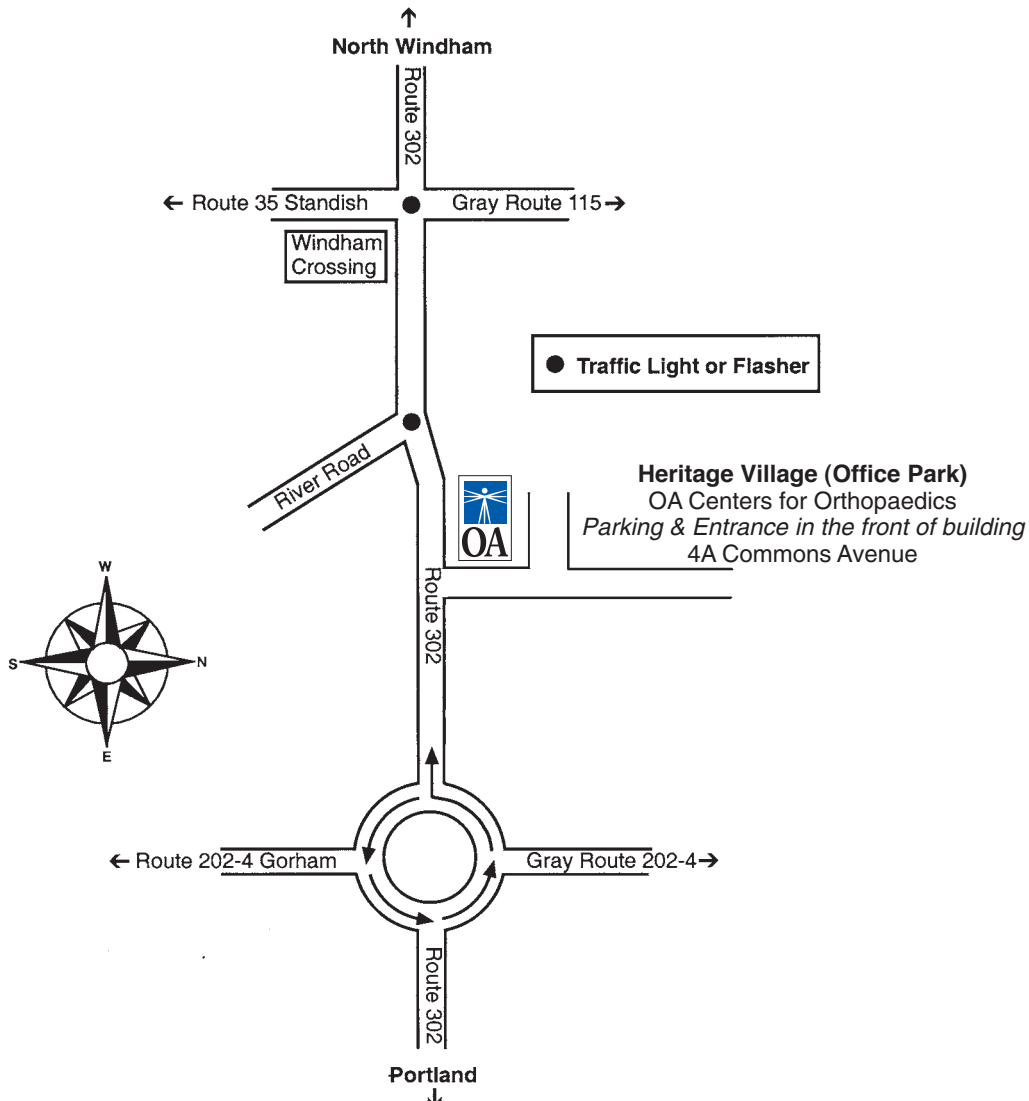 North Windham
Route 302
Route 35 Standish
Gray Route 115
Windham
Crossing
Traffic Light or Flasher
River Road
Heritage Village (Office Park)
OA Centers for Orthopaedics
Parking & Entrance in the front of building
4A Commons Avenue
OA
Route 302
W
S
N
E
Route 202-4 Gorham
Gray Route 202-4
Route 302
Portland